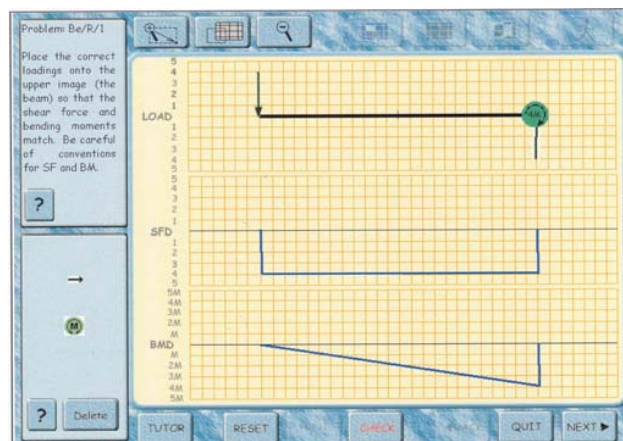 Problem: Be/R/1
Place the correct
loadings onto the
upper image (the
beam) so that the
shear force and
bending moments
match. Be careful
of conventions
for SF and BM.
?
M
?
Delete
5
4
3
2
1
LOAD
1
2
3
4
5
5
4
3
2
1
SFD
1
2
3
4
5
5M
4M
3M
2M
M
BMD
M
2M
3M
4M
5M
TUTOR
RESET
CHECK
QUIT
NEXT ▶